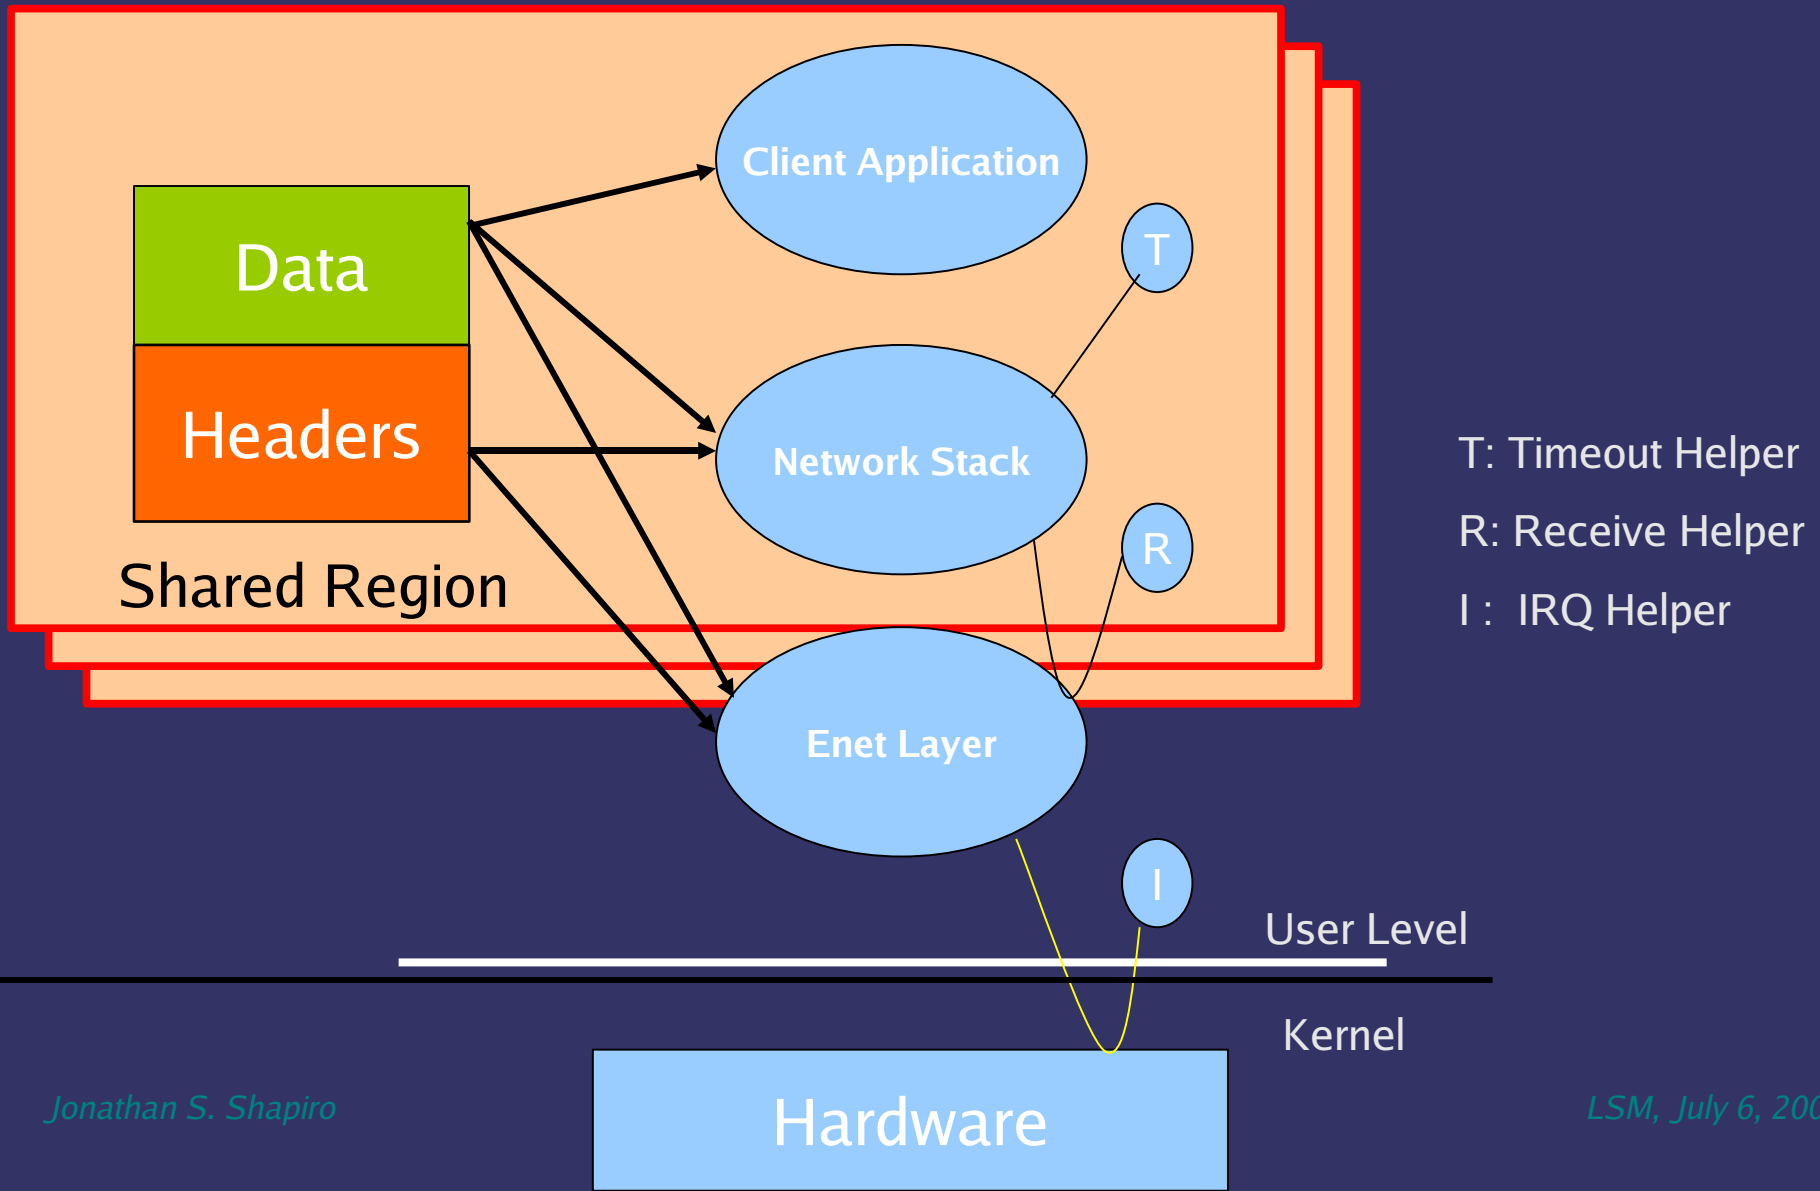 Client Application
T
Data
Headers
Network Stack
T: Timeout Helper
R: Receive Helper
I : IRQ Helper
R
Shared Region
Enet Layer
I
User Level
Kernel
Hardware
Jonathan S. Shapiro
LSM, July 6,